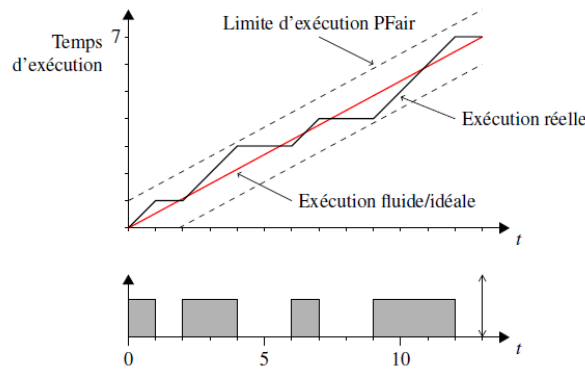 Limite d'exécution PFair
Temps
d'exécution
7
Exécution réelle
Exécution fluide/idéale
t
0
5
10
t